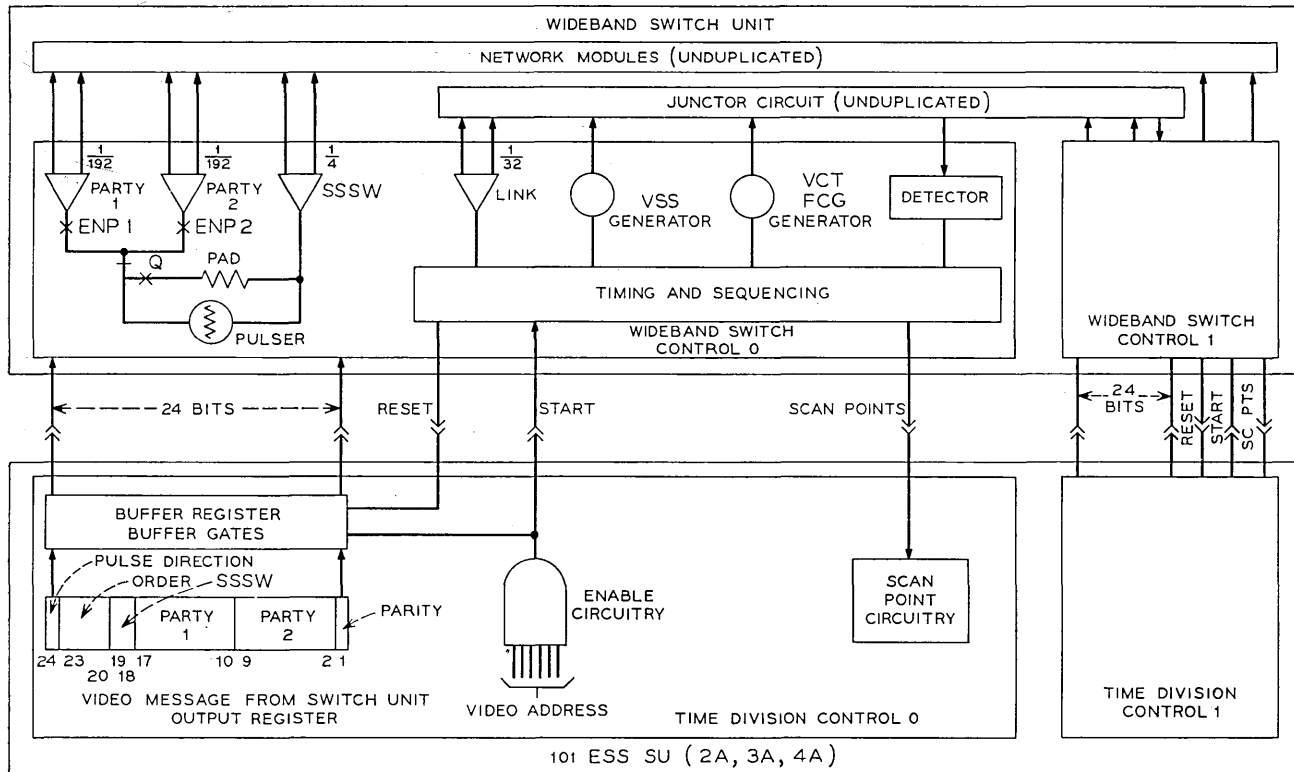 WIDEBAND SWITCH UNIT
NETWORK MODULES (UNDUPLICATED)
JUNCTOR CIRCUIT (UNDUPLICATED)
1/192
1/192
1/4
1/32
PARTY
1
PARTY
2
SSSW
LINK
VSS
GENERATOR
VCT
FCG
GENERATOR
DETECTOR
ENP 1
ENP 2
Q
PAD
PULSER
TIMING AND SEQUENCING
WIDEBAND SWITCH
CONTROL 0
WIDEBAND SWITCH
CONTROL 1
24 BITS
RESET
START
SCAN POINTS
24
BITS
RESET
START
SC PTS
BUFFER REGISTER
BUFFER GATES
PULSE DIRECTION
ORDER
SSSW
PARTY
1
PARTY
2
PARITY
24 23 19 17 10 9 2 1
20 18
VIDEO MESSAGE FROM SWITCH UNIT
OUTPUT REGISTER
ENABLE
CIRCUITRY
VIDEO ADDRESS
SCAN
POINT
CIRCUITRY
TIME DIVISION CONTROL 0
TIME DIVISION
CONTROL 1
101 ESS SU (2A, 3A, 4A)